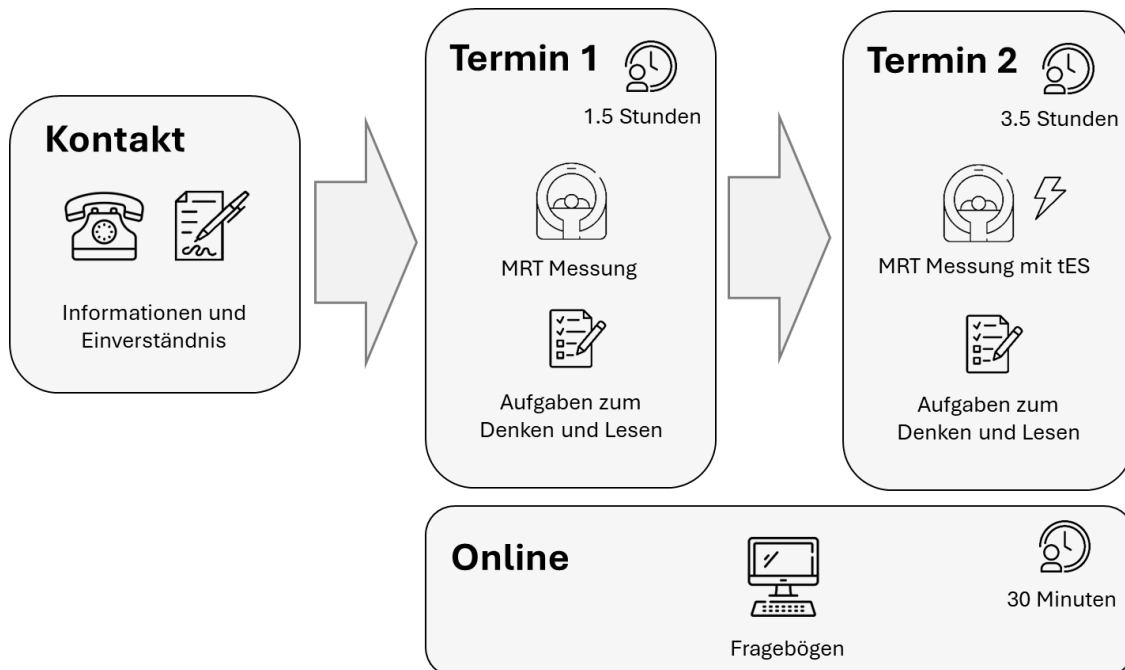 Kontakt
Informationen und
Einverständnis
Termin 1
1.5 Stunden
MRT Messung
Aufgaben zum
Denken und Lesen
Termin 2
3.5 Stunden
MRT Messung mit tES
Aufgaben zum
Denken und Lesen
Online
30 Minuten
Fragebögen